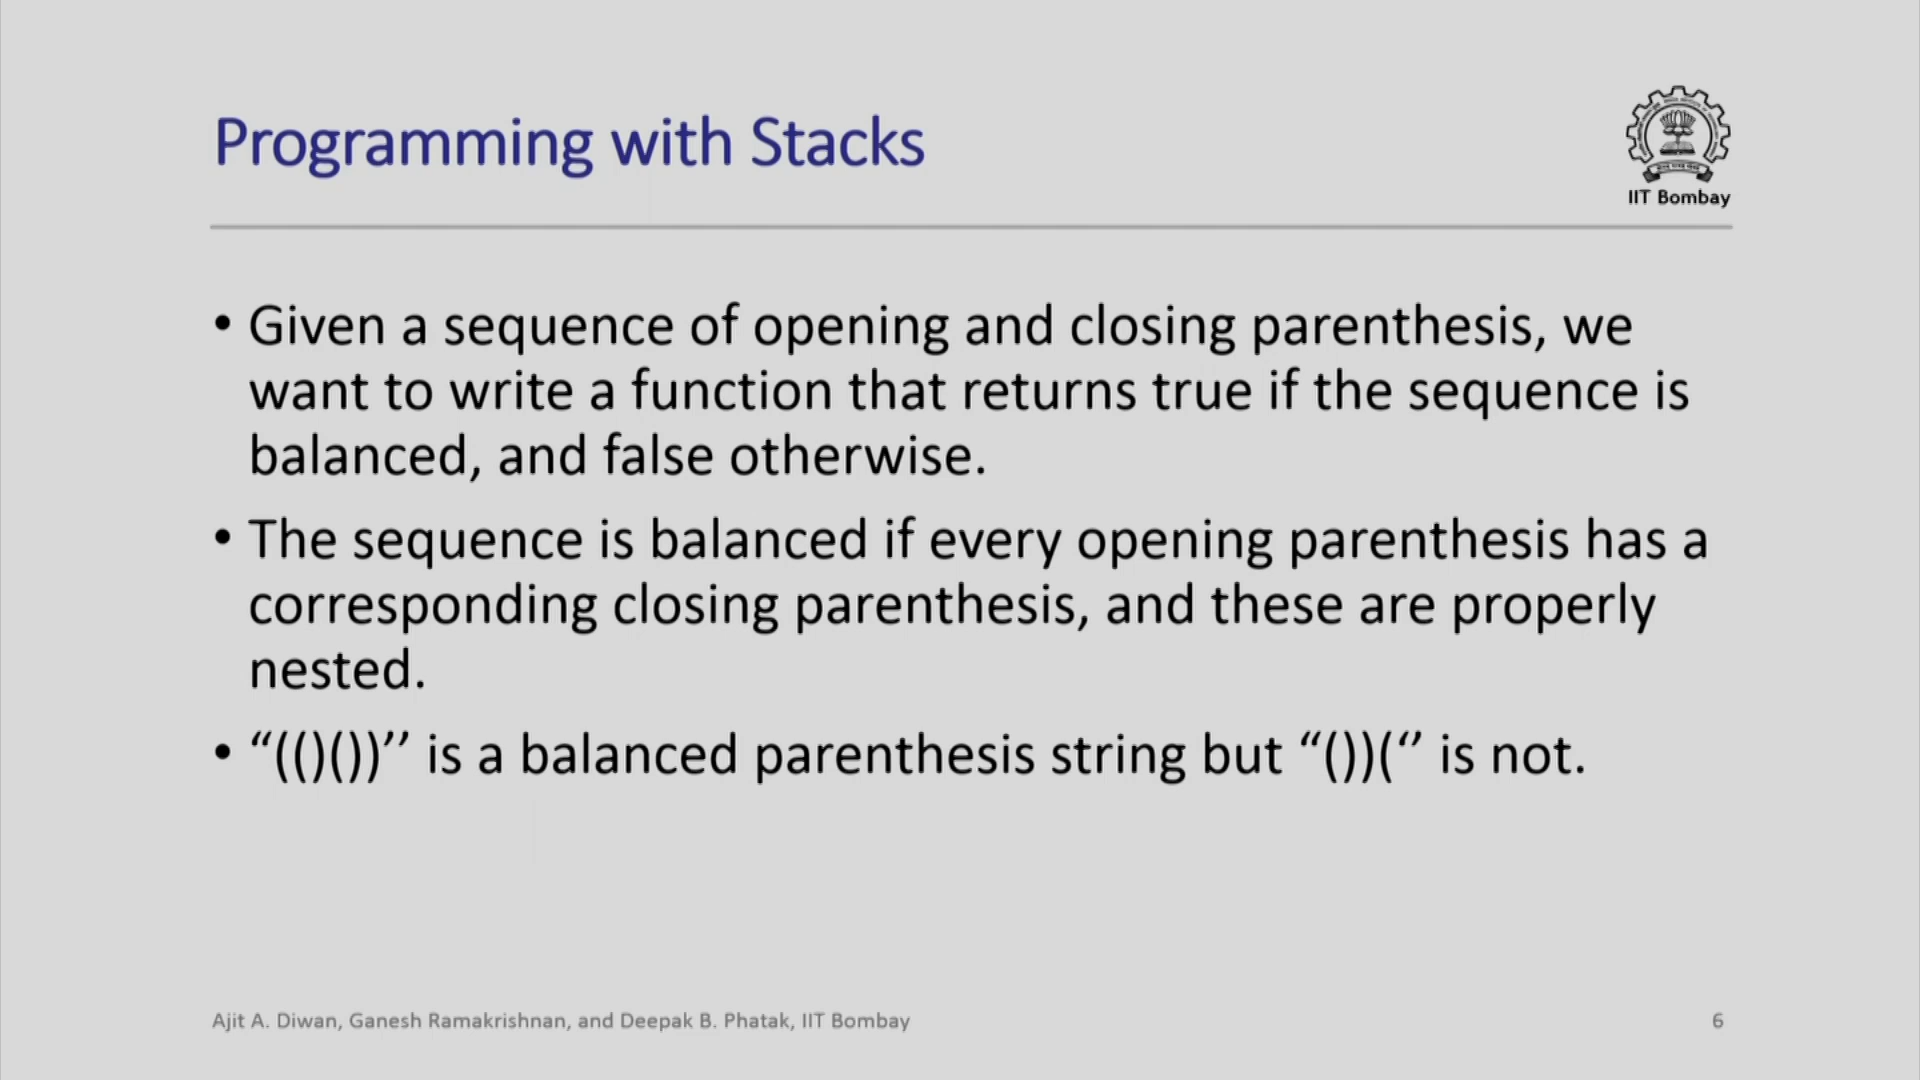 Programming with Stacks
IIT Bombay
• Given a sequence of opening and closing parenthesis, we
want to write a function that returns true if the sequence is
balanced, and false otherwise.
• The sequence is balanced if every opening parenthesis has a
corresponding closing parenthesis, and these are properly
nested.
• “(()())’’ is a balanced parenthesis string but “())(‘’ is not.
Ajit A. Diwan, Ganesh Ramakrishnan, and Deepak B. Phatak, IIT Bombay
6